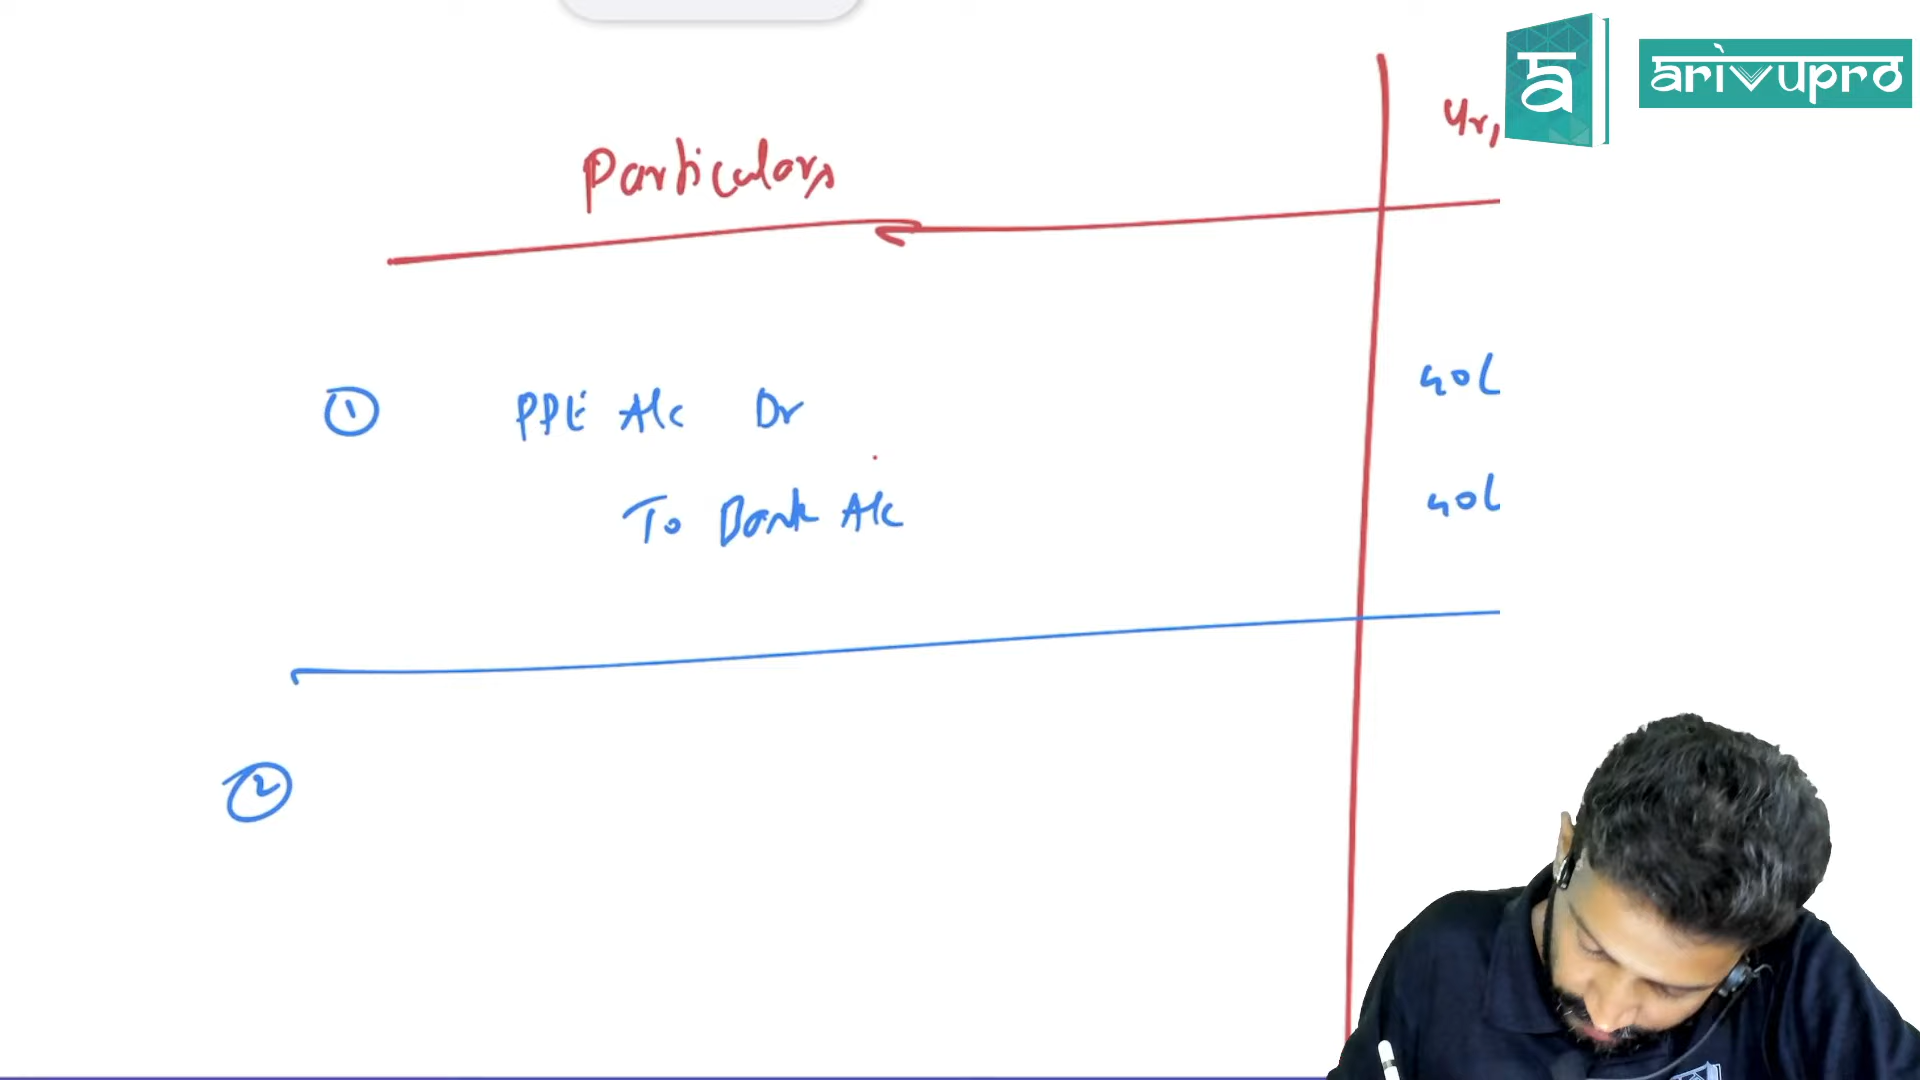 a arivupro
Particulars
Yr,
① PPE A/c Dr 40L
To Bank A/c 40L
②